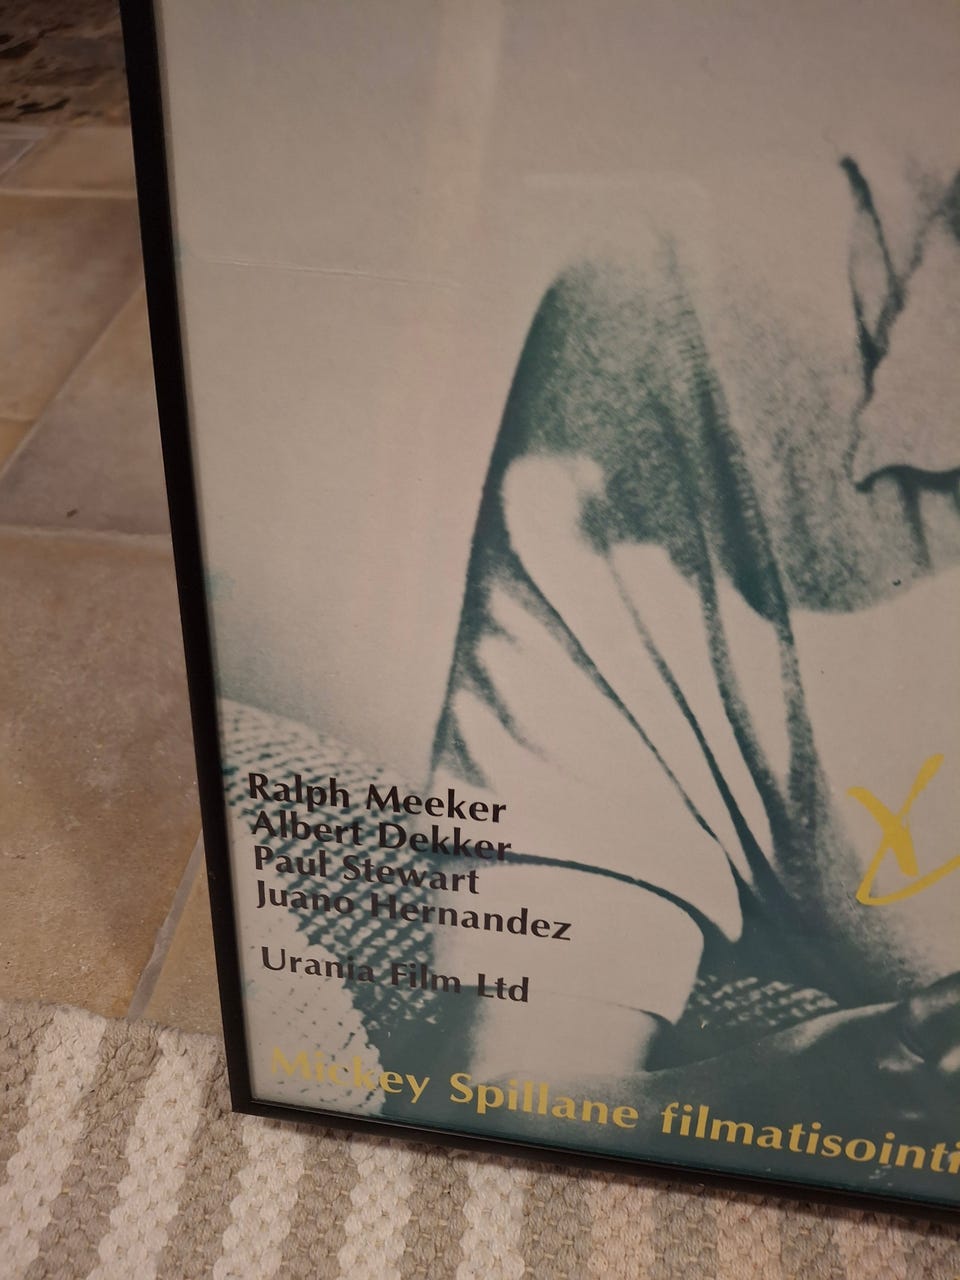 Ralph Meeker
Albert Dekker
Paul Stewart
Juano Hernandez
Urania Film Ltd
Mickey Spillane filmatisointi